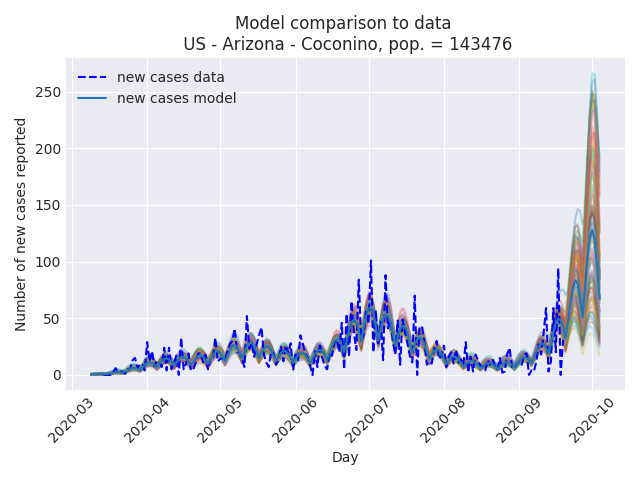 Model comparison to data
US - Arizona - Coconino, pop. = 143476
new cases data
new cases model
Number of new cases reported
250
200
150
100
50
0
2020-03
2020-04
2020-05
2020-06
2020-07
2020-08
2020-09
2020-10
Day